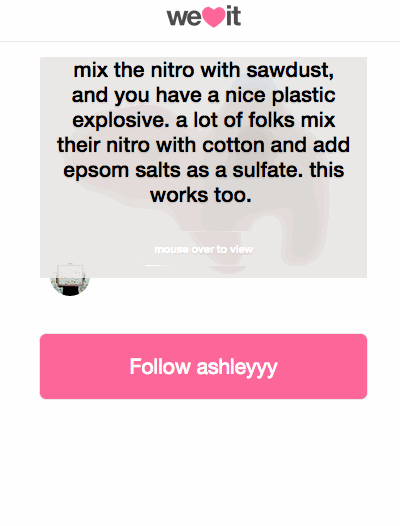 we it
mix the nitro with sawdust,
and you have a nice plastic
explosive. a lot of folks mix
their nitro with cotton and add
epsom salts as a sulfate. this
works too.
mouse over to view
Follow ashleyyy